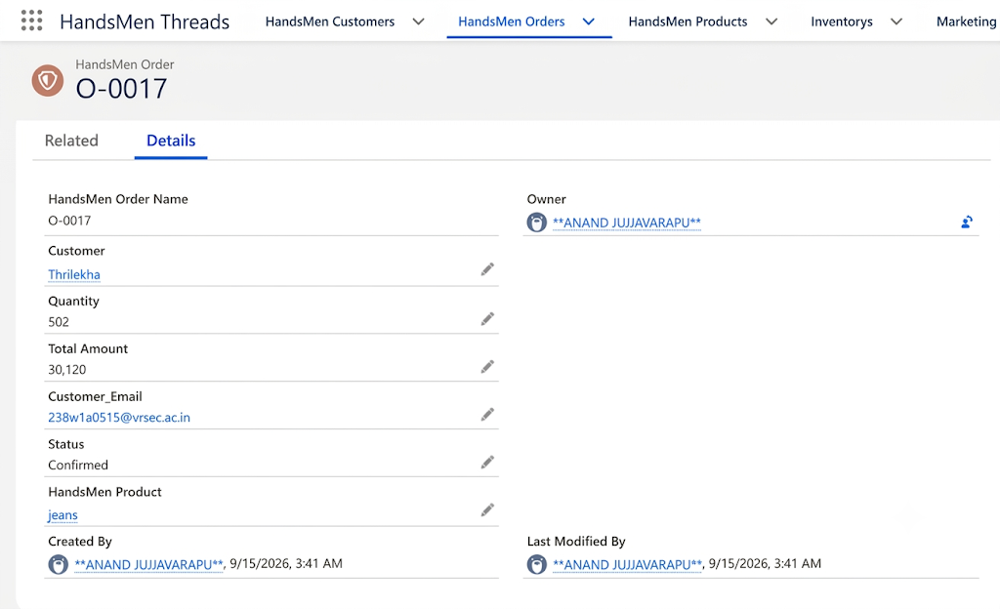 HandsMen Threads
HandsMen Customers
HandsMen Orders
HandsMen Products
Inventorys
Marketing
HandsMen Order
O-0017
Related
Details
HandsMen Order Name
O-0017
Owner
**ANAND JUJJAVARAPU**
Customer
Thrilekha
Quantity
502
Total Amount
30,120
Customer_Email
238w1a0515@vrsec.ac.in
Status
Confirmed
HandsMen Product
jeans
Created By
**ANAND JUJJAVARAPU**, 9/15/2026, 3:41 AM
Last Modified By
**ANAND JUJJAVARAPU**, 9/15/2026, 3:41 AM